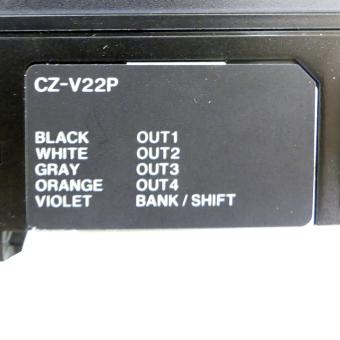 CZ-V22P
BLACK OUT1
WHITE OUT2
GRAY OUT3
ORANGE OUT4
VIOLET BANK / SHIFT